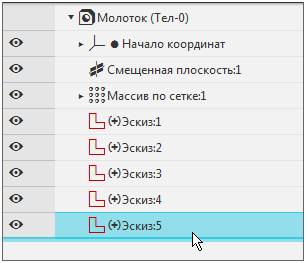 Молоток (Тел-0)
Начало координат
Смещенная плоскость:1
Массив по сетке:1
(+)Эскиз:1
(+)Эскиз:2
(+)Эскиз:3
(+)Эскиз:4
(+)Эскиз:5